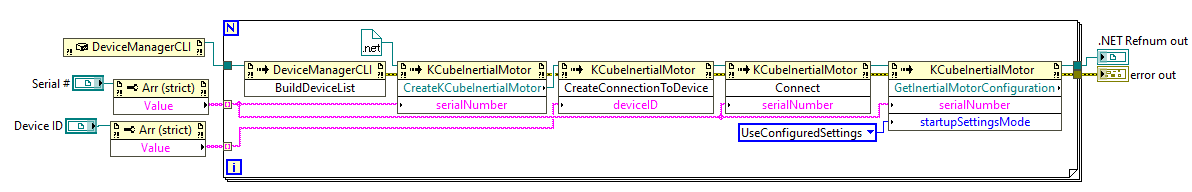 N
.NET Refnum out
DeviceManagerCLI
.net
error out
DeviceManagerCLI
KCubeInertialMotor
KCubeInertialMotor
KCubeInertialMotor
KCubeInertialMotor
Serial #
Arr (strict)
BuildDeviceList
CreateKCubeInertialMotor
CreateConnectionToDevice
Connect
GetInertialMotorConfiguration
Value
serialNumber
deviceID
serialNumber
serialNumber
Device ID
Arr (strict)
UseConfiguredSettings
startupSettingsMode
Value
i